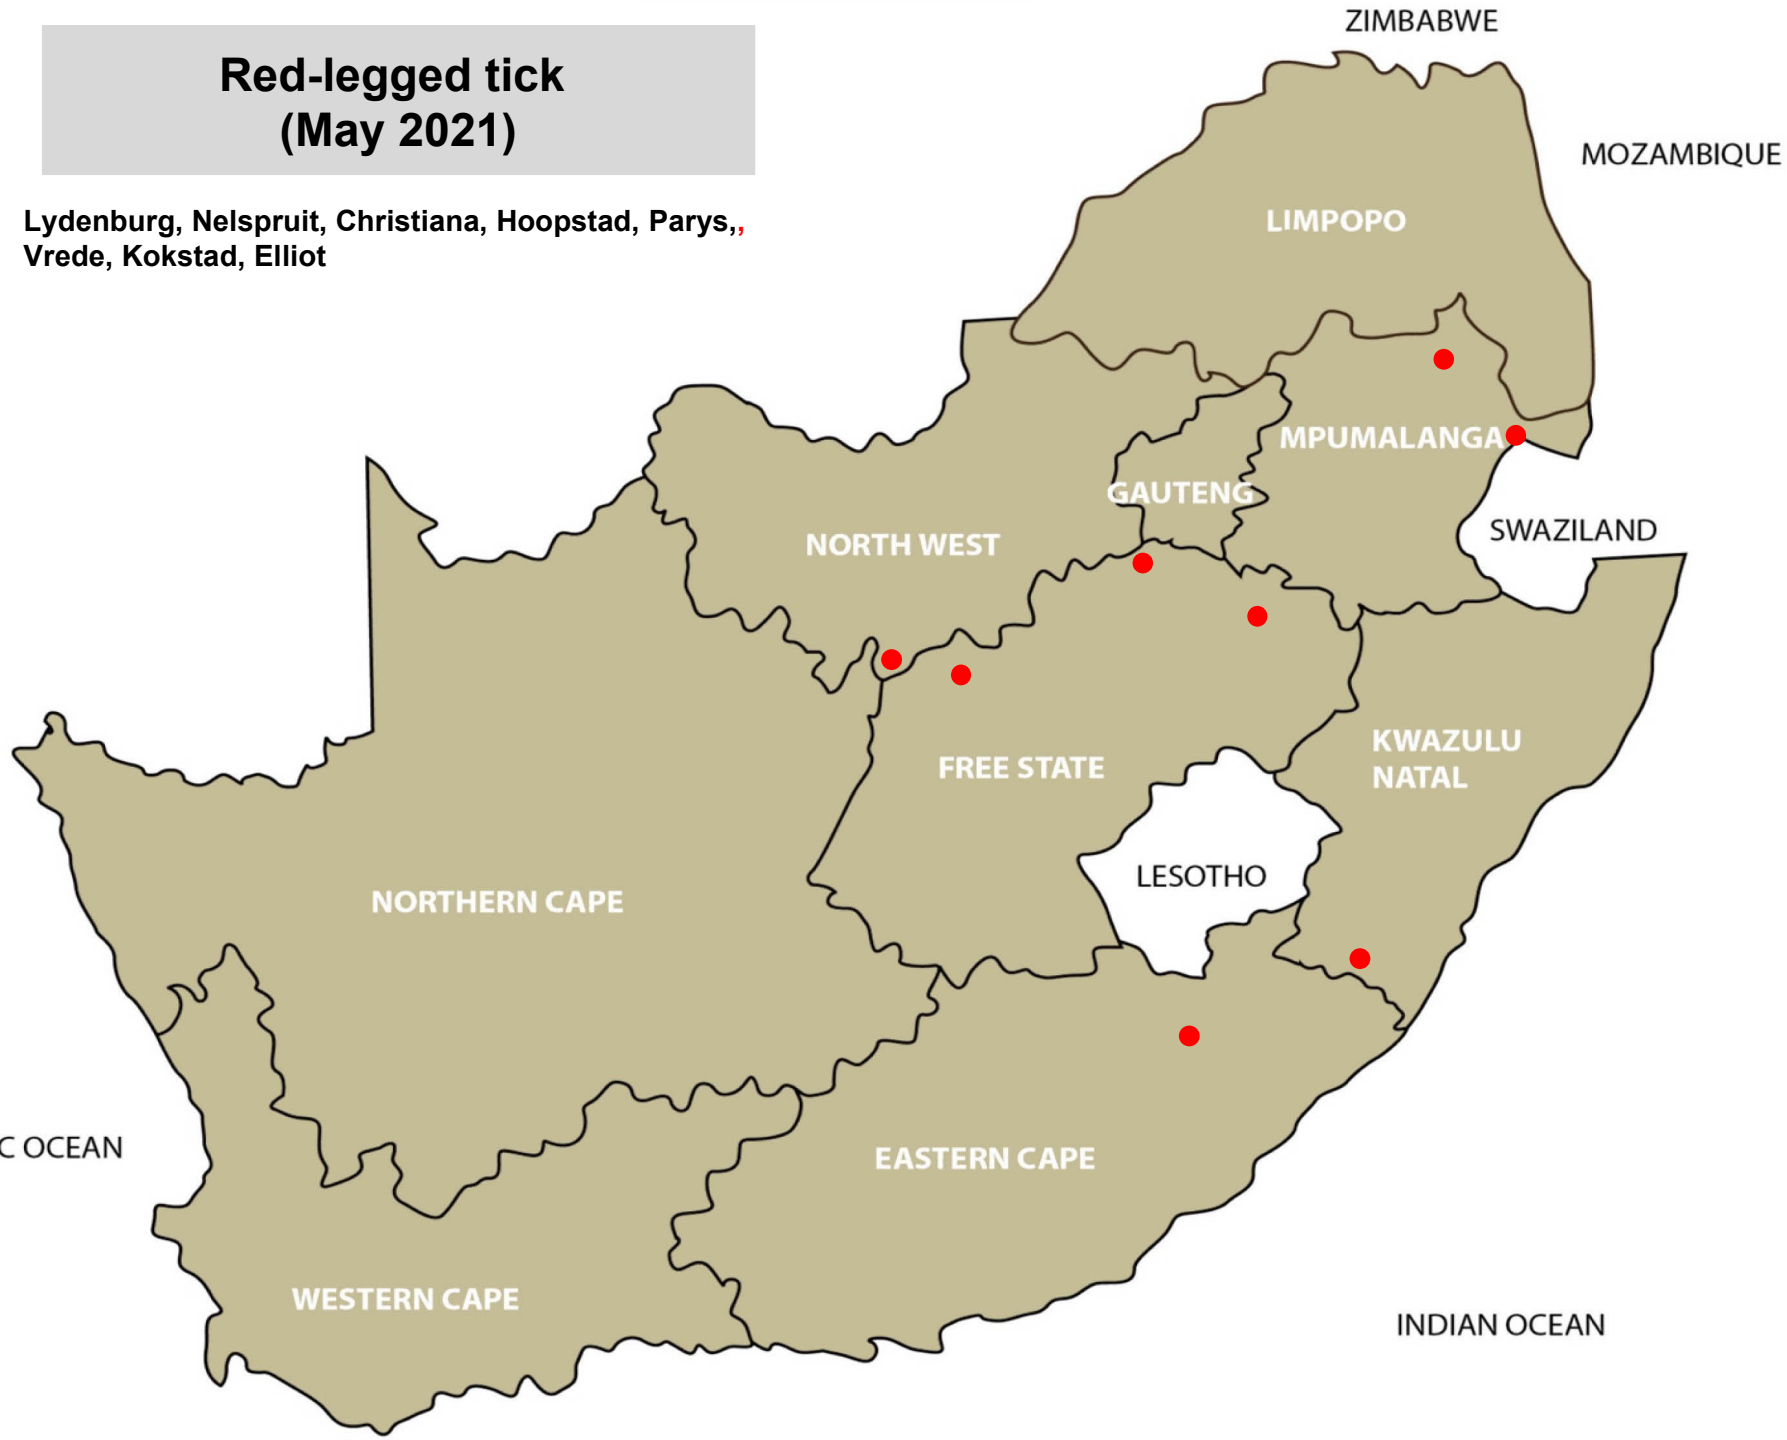 Red-legged tick
(May 2021)
Lydenburg, Nelspruit, Christiana, Hoopstad, Parys,,
Vrede, Kokstad, Elliot
ZIMBABWE
MOZAMBIQUE
LIMPOPO
MPUMALANGA
GAUTENG
SWAZILAND
NORTH WEST
KWAZULU
NATAL
FREE STATE
LESOTHO
NORTHERN CAPE
C OCEAN
EASTERN CAPE
WESTERN CAPE
INDIAN OCEAN